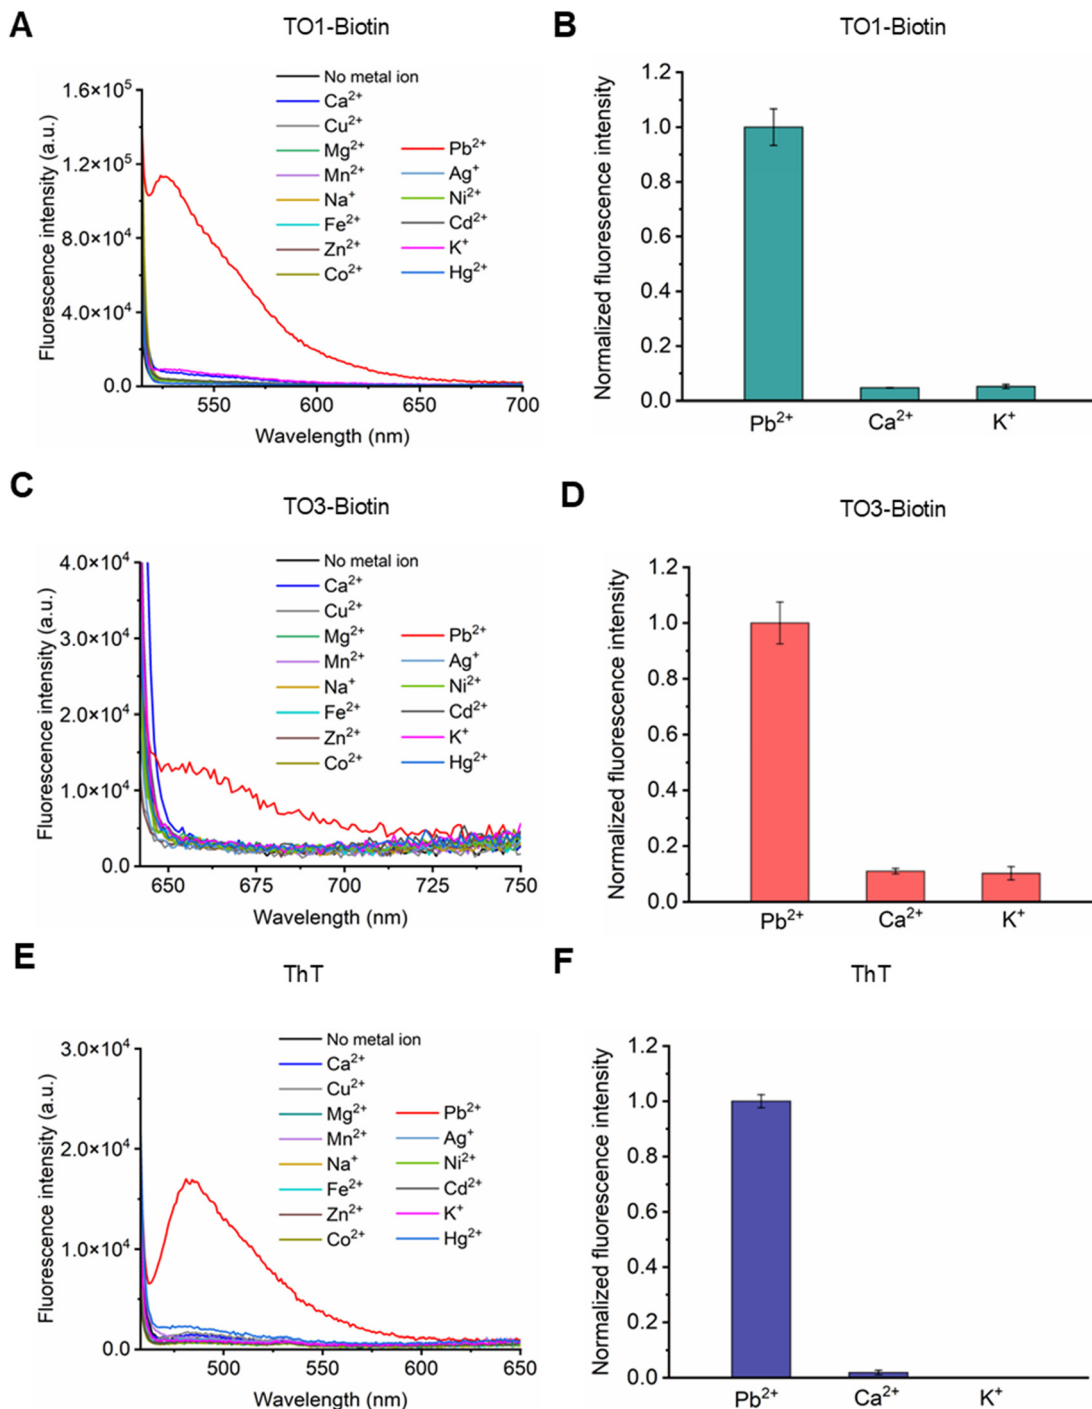 A
TO1-Biotin
Fluorescence intensity (a.u.)
1.6×10⁵
1.2×10⁵
8.0×10⁴
4.0×10⁴
0.0
No metal ion
Ca²⁺
Cu²⁺
Mg²⁺
Mn²⁺
Na⁺
Fe²⁺
Zn²⁺
Co²⁺
Pb²⁺
Ag⁺
Ni²⁺
Cd²⁺
K⁺
Hg²⁺
550
600
650
700
Wavelength (nm)
B
TO1-Biotin
Normalized fluorescence intensity
1.2
1.0
0.8
0.6
0.4
0.2
0.0
Pb²⁺
Ca²⁺
K⁺
C
TO3-Biotin
Fluorescence intensity (a.u.)
4.0×10⁴
3.0×10⁴
2.0×10⁴
1.0×10⁴
0.0
No metal ion
Ca²⁺
Cu²⁺
Mg²⁺
Mn²⁺
Na⁺
Fe²⁺
Zn²⁺
Co²⁺
Pb²⁺
Ag⁺
Ni²⁺
Cd²⁺
K⁺
Hg²⁺
650
675
700
725
750
Wavelength (nm)
D
TO3-Biotin
Normalized fluorescence intensity
1.2
1.0
0.8
0.6
0.4
0.2
0.0
Pb²⁺
Ca²⁺
K⁺
E
ThT
Fluorescence intensity (a.u.)
3.0×10⁴
2.0×10⁴
1.0×10⁴
0.0
No metal ion
Ca²⁺
Cu²⁺
Mg²⁺
Mn²⁺
Na⁺
Fe²⁺
Zn²⁺
Co²⁺
Pb²⁺
Ag⁺
Ni²⁺
Cd²⁺
K⁺
Hg²⁺
500
550
600
650
Wavelength (nm)
F
ThT
Normalized fluorescence intensity
1.2
1.0
0.8
0.6
0.4
0.2
0.0
Pb²⁺
Ca²⁺
K⁺